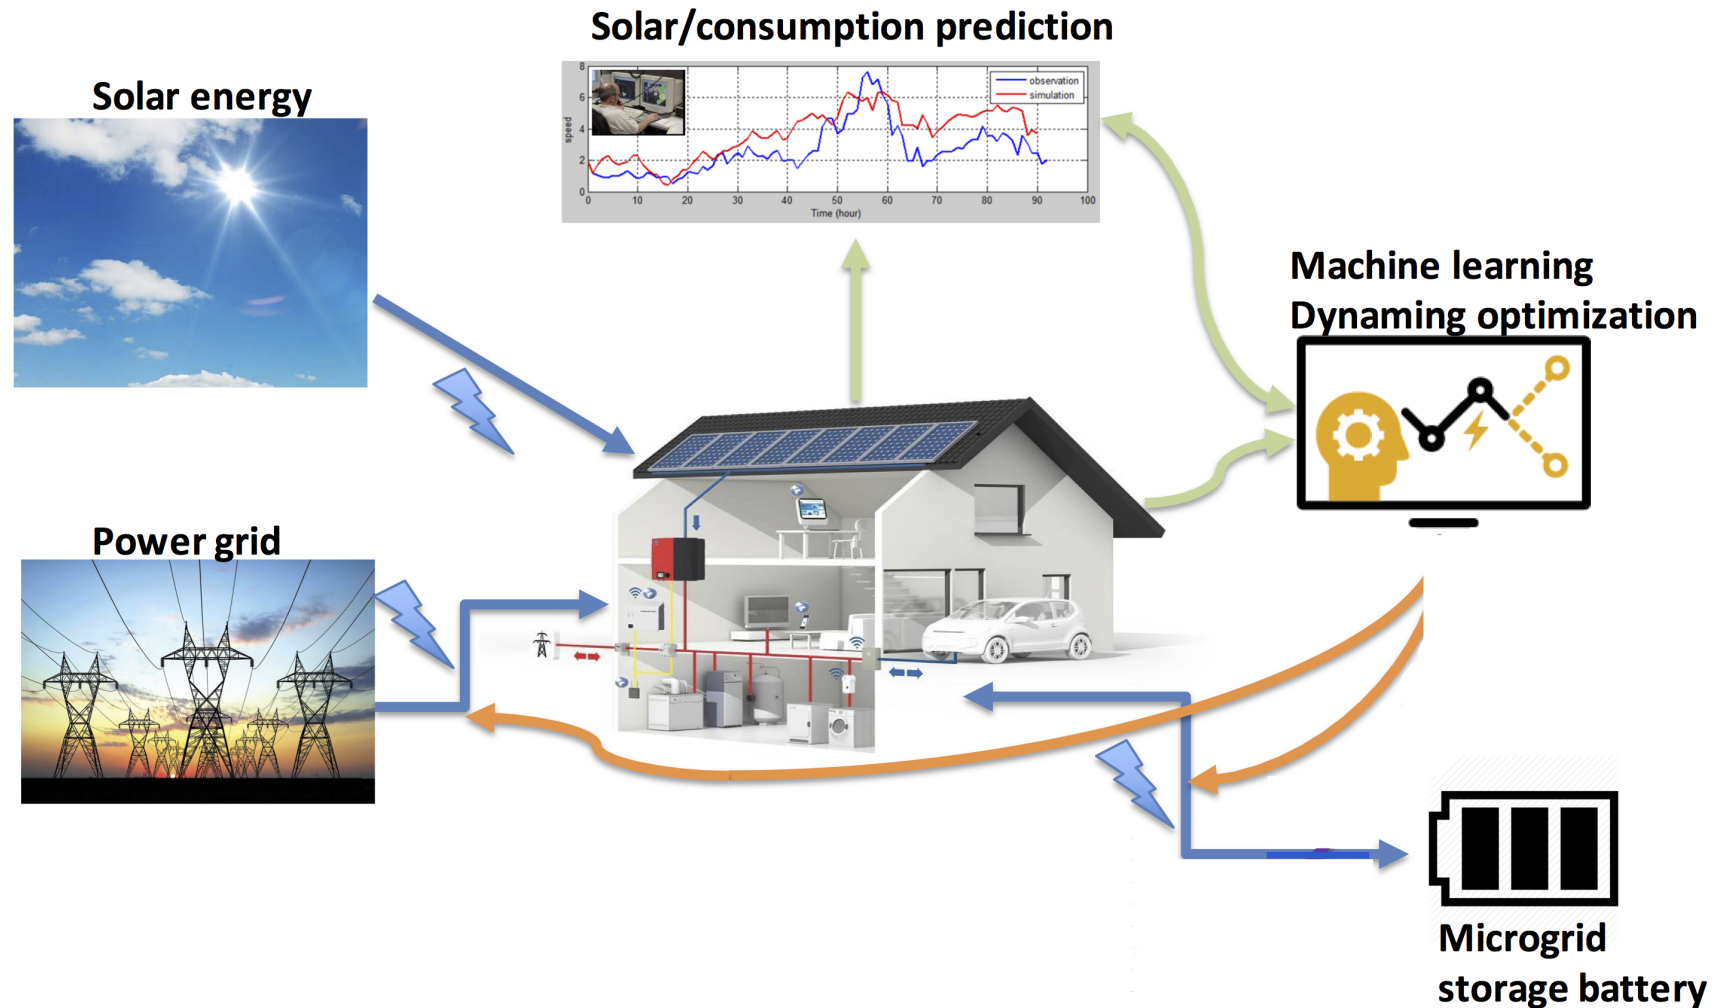 Solar/consumption prediction
Solar energy
observation
simulation
speed
8
6
4
2
0
0 10 20 30 40 50 60 70 80 90 100
Time (hour)
Machine learning
Dynaming optimization
Power grid
Microgrid
storage battery